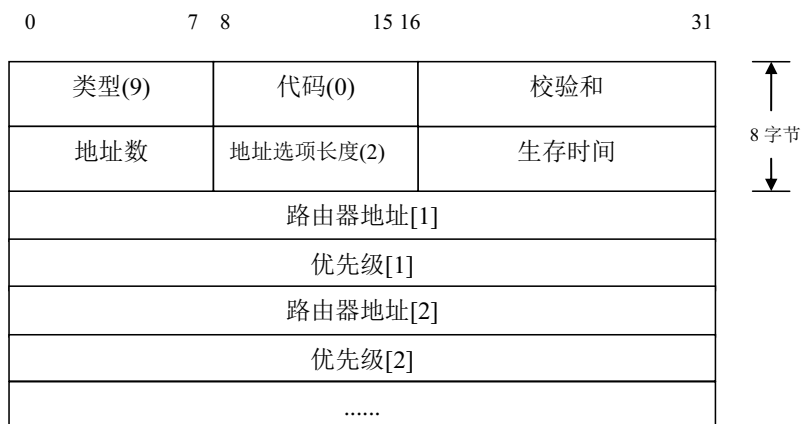 0 7 8 15 16 31
类型(9) 代码(0) 校验和
8 字节
地址数 地址选项长度(2) 生存时间
路由器地址[1]
优先级[1]
路由器地址[2]
优先级[2]
......